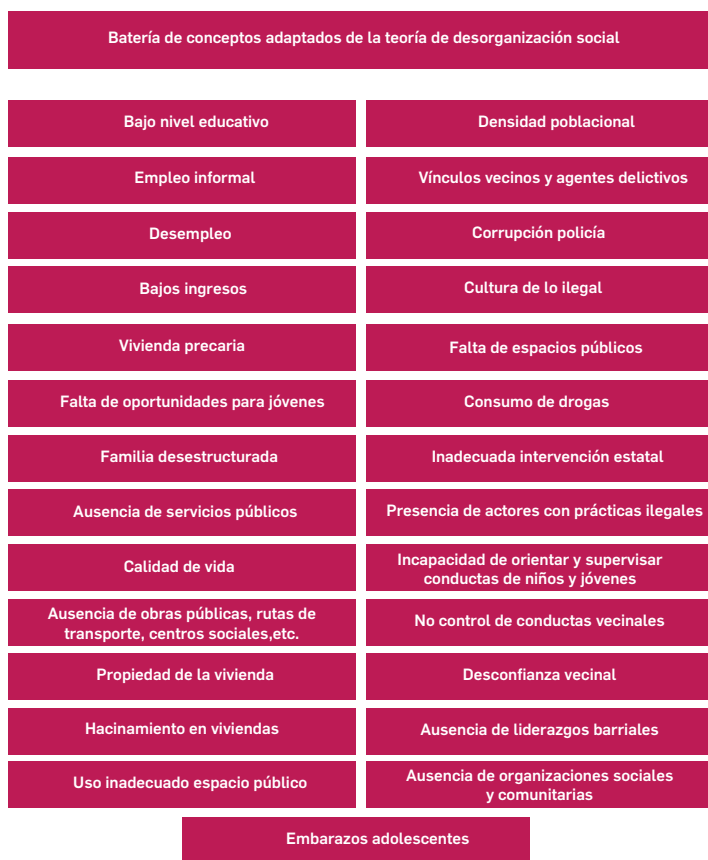 Batería de conceptos adaptados de la teoría de desorganización social
Bajo nivel educativo
Densidad poblacional
Empleo informal
Vínculos vecinos y agentes delictivos
Desempleo
Corrupción policía
Bajos ingresos
Cultura de lo ilegal
Vivienda precaria
Falta de espacios públicos
Falta de oportunidades para jóvenes
Consumo de drogas
Familia desestructurada
Inadecuada intervención estatal
Ausencia de servicios públicos
Presencia de actores con prácticas ilegales
Calidad de vida
Incapacidad de orientar y supervisar
conductas de niños y jóvenes
Ausencia de obras públicas, rutas de
transporte, centros sociales,etc.
No control de conductas vecinales
Propiedad de la vivienda
Desconfianza vecinal
Hacinamiento en viviendas
Ausencia de liderazgos barriales
Uso inadecuado espacio público
Ausencia de organizaciones sociales
y comunitarias
Embarazos adolescentes